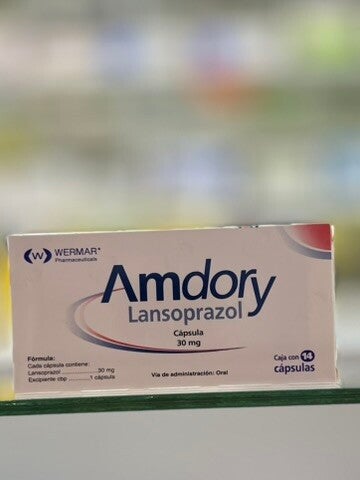 WERMAR
Pharmaceuticals
Amdory
Lansoprazol
Cápsula
30 mg
Fórmula:
Cada cápsula contiene:
Lansoprazol..................30 mg
Excipiente cbp............1 cápsula
Vía de administración: Oral
Caja con 14
cápsulas